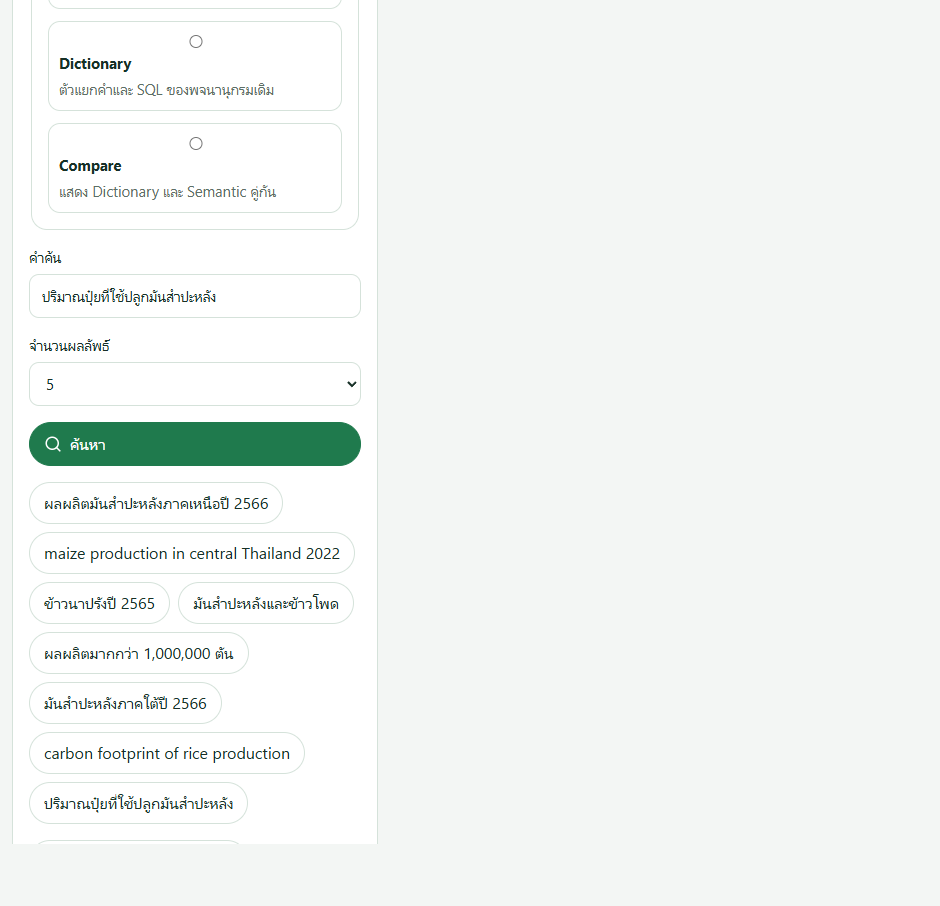 Dictionary
ตัวแยกคำและ SQL ของพจนานุกรมเดิม
Compare
แสดง Dictionary และ Semantic คู่กัน
คำค้น
ปริมาณปุ๋ยที่ใช้ปลูกมันสำปะหลัง
จำนวนผลลัพธ์
5
ค้นหา
ผลผลิตมันสำปะหลังภาคเหนือปี 2566
maize production in central Thailand 2022
ข้าวนาปรังปี 2565
มันสำปะหลังและข้าวโพด
ผลผลิตมากกว่า 1,000,000 ตัน
มันสำปะหลังภาคใต้ปี 2566
carbon footprint of rice production
ปริมาณปุ๋ยที่ใช้ปลูกมันสำปะหลัง